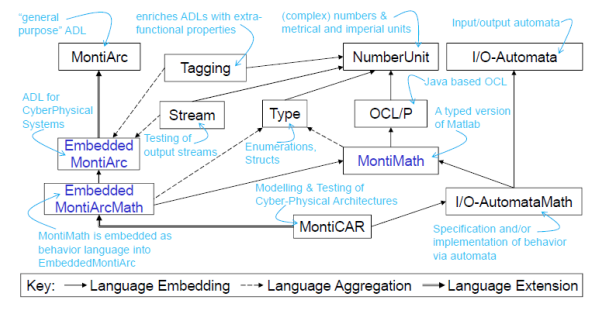 "general
purpose" ADL
enriches ADLs with extra-
functional properties
(complex) numbers &
metrical and imperial units
Input/output automata
MontiArc
Tagging
NumberUnit
I/O-Automata
Java based OCL
ADL for
CyberPhysical
Systems
Stream
Type
OCL/P
A typed version
of Matlab
Testing of
output streams
Enumerations,
Structs
Embedded
MontiArc
MontiMath
Embedded
MontiArcMath
Modelling & Testing of
Cyber-Physical Architectures
I/O-AutomataMath
MontiCAR
MontiMath is embedded as
behavior language into
EmbeddedMontiArc
Specification and/or
implementation of behavior
via automata
Key: Language Embedding Language Aggregation Language Extension